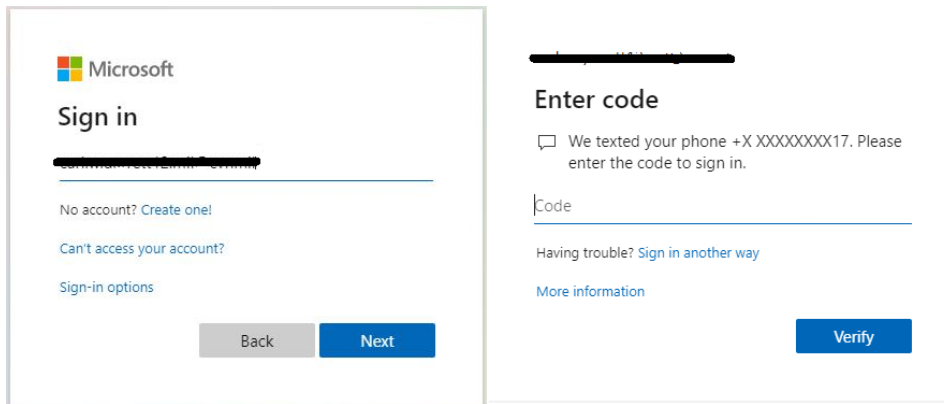 Microsoft
Sign in
No account? Create one!
Can't access your account?
Sign-in options
Back
Next
Enter code
We texted your phone +X XXXXXXXX17. Please
enter the code to sign in.
Code
Having trouble? Sign in another way
More information
Verify